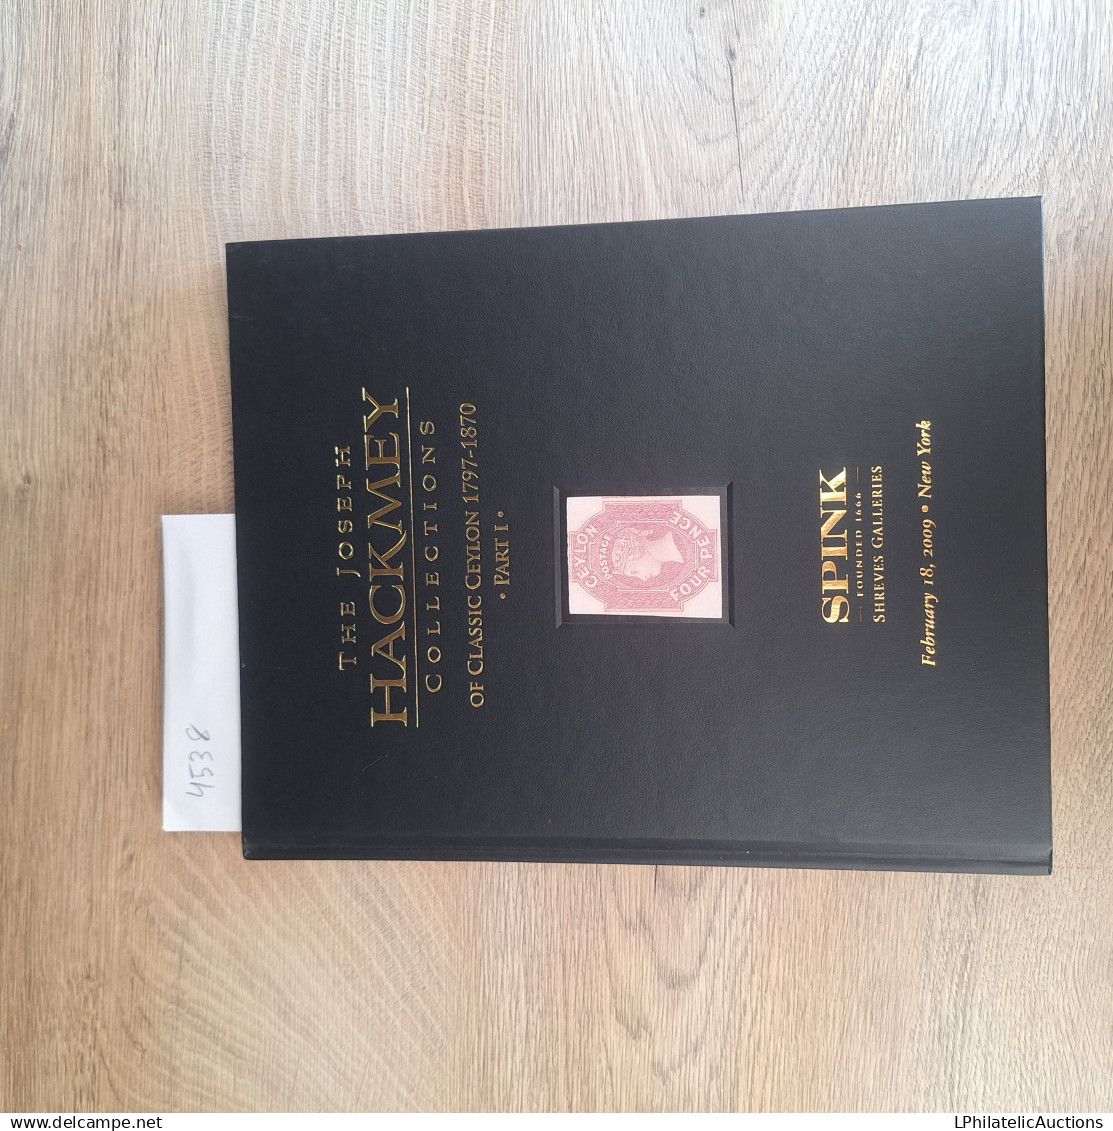 THE JOSEPH
HACKMEY
COLLECTIONS
OF CLASSIC CEYLON 1797-1870
• PART I •
CEYLON
POSTAGE
FOUR PENCE
SPINK
FOUNDED 1666
SHREVES GALLERIES
February 18, 2009 • New York
4538
www.delcampe.net
LPhilatelicAuctions